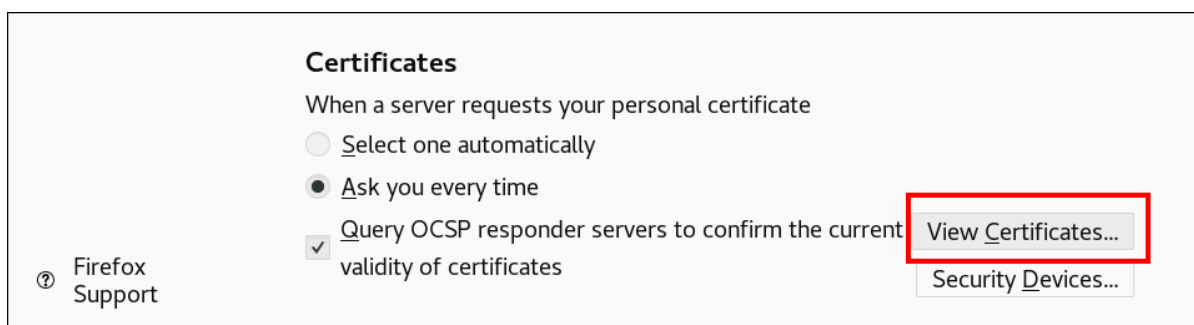 Certificates
When a server requests your personal certificate
Select one automatically
Ask you every time
Query OCSP responder servers to confirm the current
validity of certificates
View Certificates...
Security Devices...
Firefox
Support